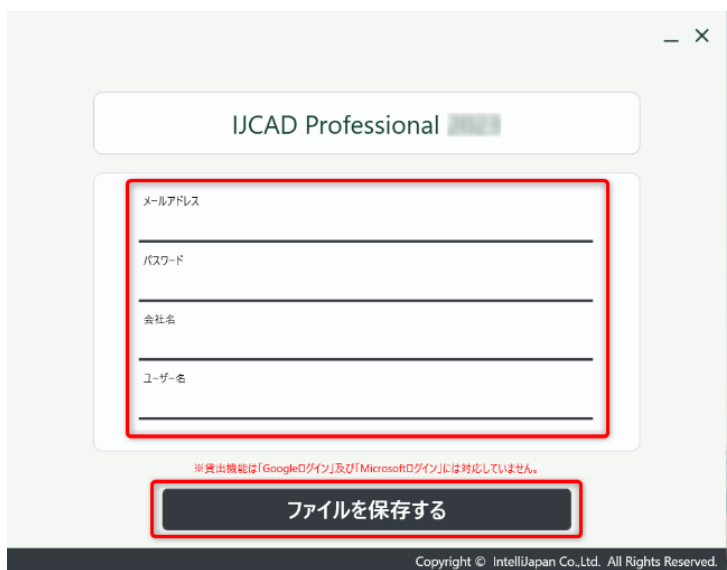 IJCAD Professional
メールアドレス
パスワード
会社名
ユーザー名
※貸出機能は「Googleログイン」及び「Microsoftログイン」には対応していません。
ファイルを保存する
Copyright © IntelliJapan Co.,Ltd. All Rights Reserved.